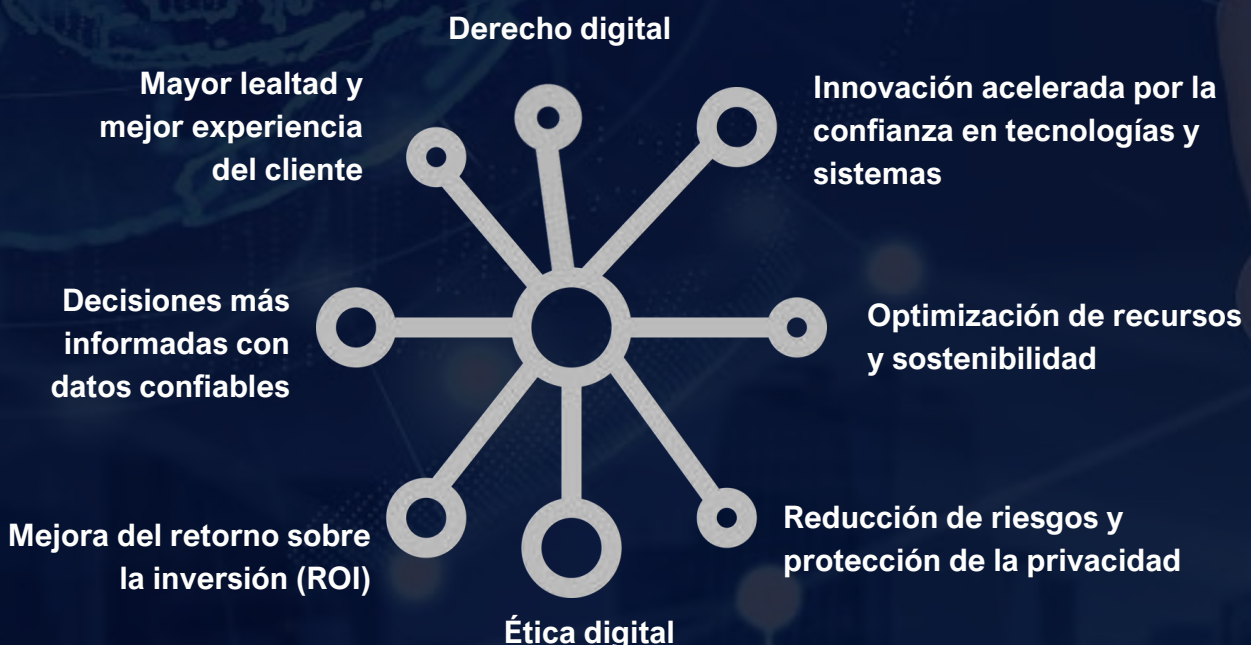 Derecho digital
Mayor lealtad y
mejor experiencia
del cliente
Innovación acelerada por la
confianza en tecnologías y
sistemas
Decisiones más
informadas con
datos confiables
Optimización de recursos
y sostenibilidad
Mejora del retorno sobre
la inversión (ROI)
Reducción de riesgos y
protección de la privacidad
Ética digital